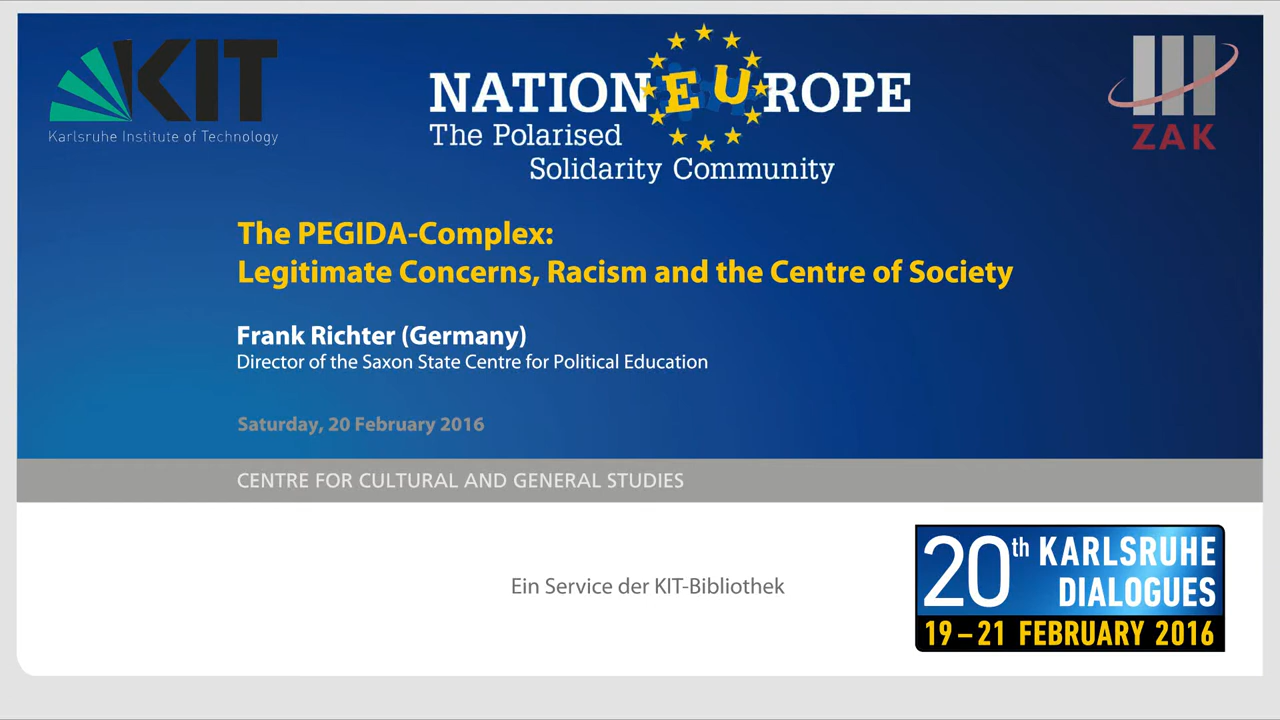 KIT
Karlsruhe Institute of Technology
NATION EUROPE
The Polarised
Solidarity Community
ZAK
The PEGIDA-Complex:
Legitimate Concerns, Racism and the Centre of Society
Frank Richter (Germany)
Director of the Saxon State Centre for Political Education
Saturday, 20 February 2016
CENTRE FOR CULTURAL AND GENERAL STUDIES
Ein Service der KIT-Bibliothek
20th KARLSRUHE
DIALOGUES
19 – 21 FEBRUARY 2016